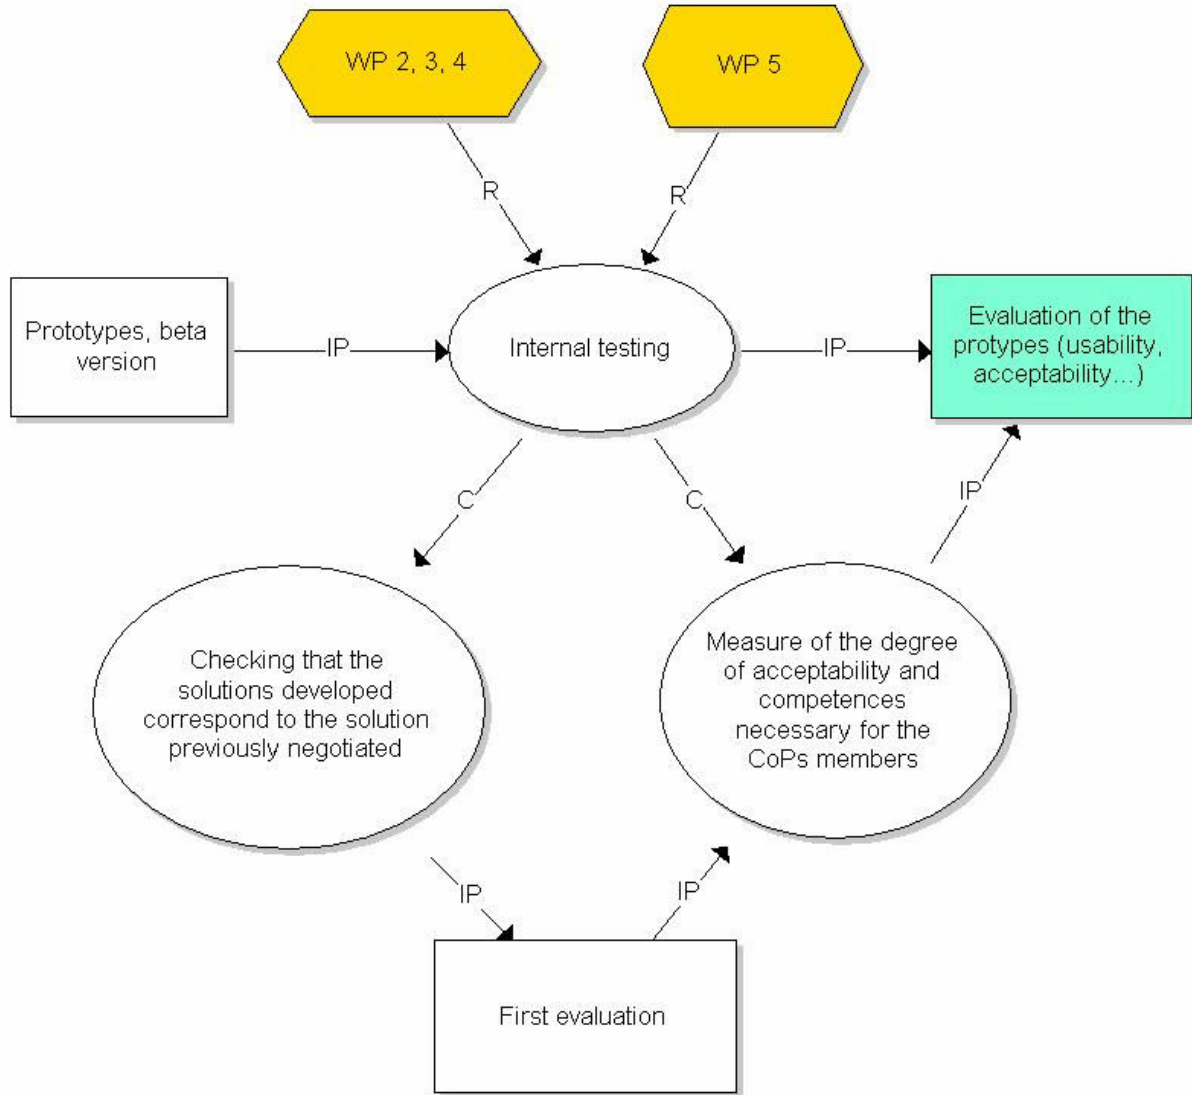 WP 2, 3, 4
WP 5
R
R
Prototypes, beta
version
IP
Internal testing
IP
Evaluation of the
protypes (usability,
acceptability...)
C
C
IP
Checking that the
solutions developed
correspond to the solution
previously negotiated
Measure of the degree
of acceptability and
competences
necessary for the
CoPs members
IP
IP
First evaluation